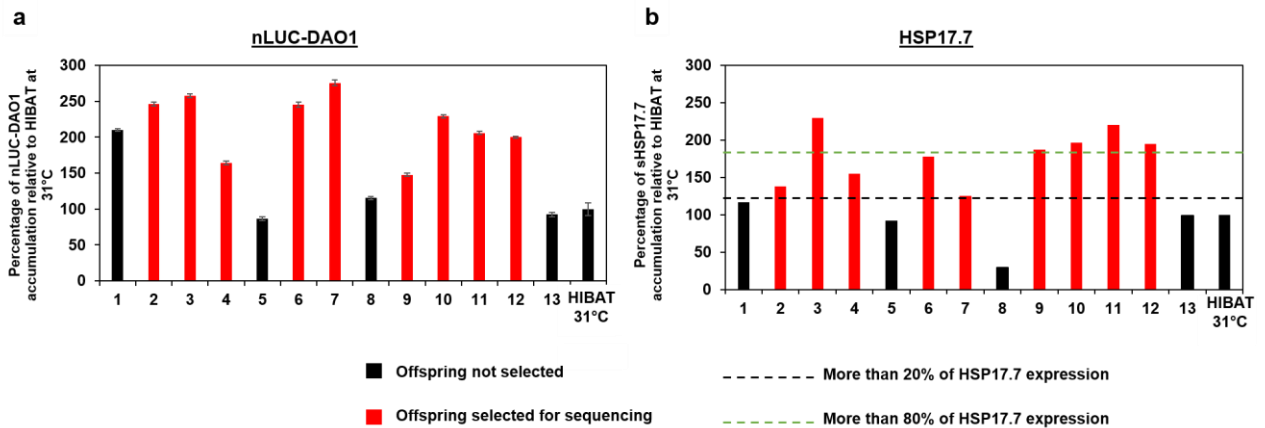 a
nLUC-DAO1
Percentage of nLUC-DAO1
accumulation relative to HIBAT at
31°C
300
250
200
150
100
50
0
1 2 3 4 5 6 7 8 9 10 11 12 13 HIBAT
31°C
b
HSP17.7
Percentage of sHSP17.7
accumulation relative to HIBAT at
31°C
300
250
200
150
100
50
0
1 2 3 4 5 6 7 8 9 10 11 12 13 HIBAT
31°C
Offspring not selected
Offspring selected for sequencing
More than 20% of HSP17.7 expression
More than 80% of HSP17.7 expression